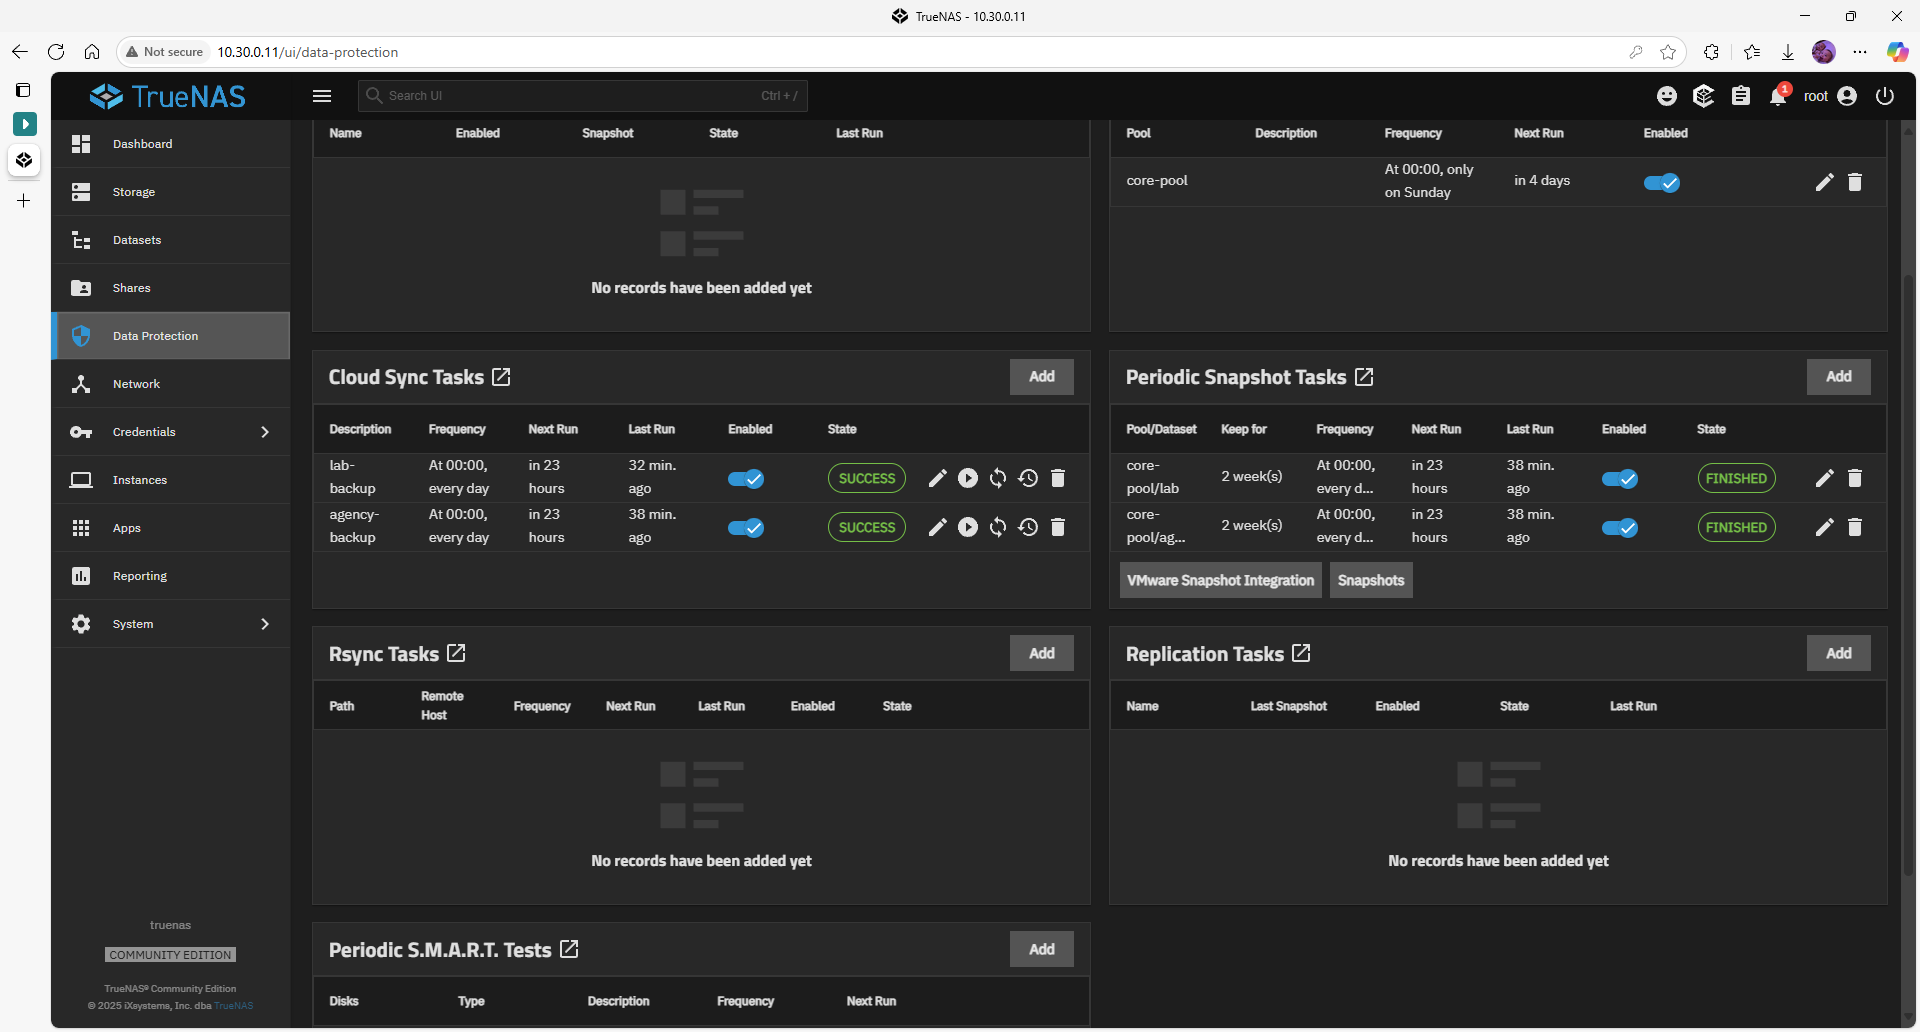 TrueNAS - 10.30.0.11
Not secure
10.30.0.11/ui/data-protection
TrueNAS
Search UI
Ctrl + /
1
root
Dashboard
Storage
Datasets
Shares
Data Protection
Network
Credentials
Instances
Apps
Reporting
System
truenas
COMMUNITY EDITION
TrueNAS® Community Edition
© 2025 iXsystems, Inc. dba TrueNAS
Name Enabled Snapshot State Last Run
No records have been added yet
Pool Description Frequency Next Run Enabled
core-pool
At 00:00, only
on Sunday
in 4 days
Cloud Sync Tasks
Add
Description Frequency Next Run Last Run Enabled State
lab-
backup
At 00:00,
every day
in 23
hours
32 min.
ago
SUCCESS
agency-
backup
At 00:00,
every day
in 23
hours
38 min.
ago
SUCCESS
Periodic Snapshot Tasks
Add
Pool/Dataset Keep for Frequency Next Run Last Run Enabled State
core-
pool/lab
2 week(s)
At 00:00,
every d...
in 23
hours
38 min.
ago
FINISHED
core-
pool/ag...
2 week(s)
At 00:00,
every d...
in 23
hours
38 min.
ago
FINISHED
VMware Snapshot Integration
Snapshots
Rsync Tasks
Add
Path
Remote
Host
Frequency Next Run Last Run Enabled State
No records have been added yet
Replication Tasks
Add
Name Last Snapshot Enabled State Last Run
No records have been added yet
Periodic S.M.A.R.T. Tests
Add
Disks Type Description Frequency Next Run